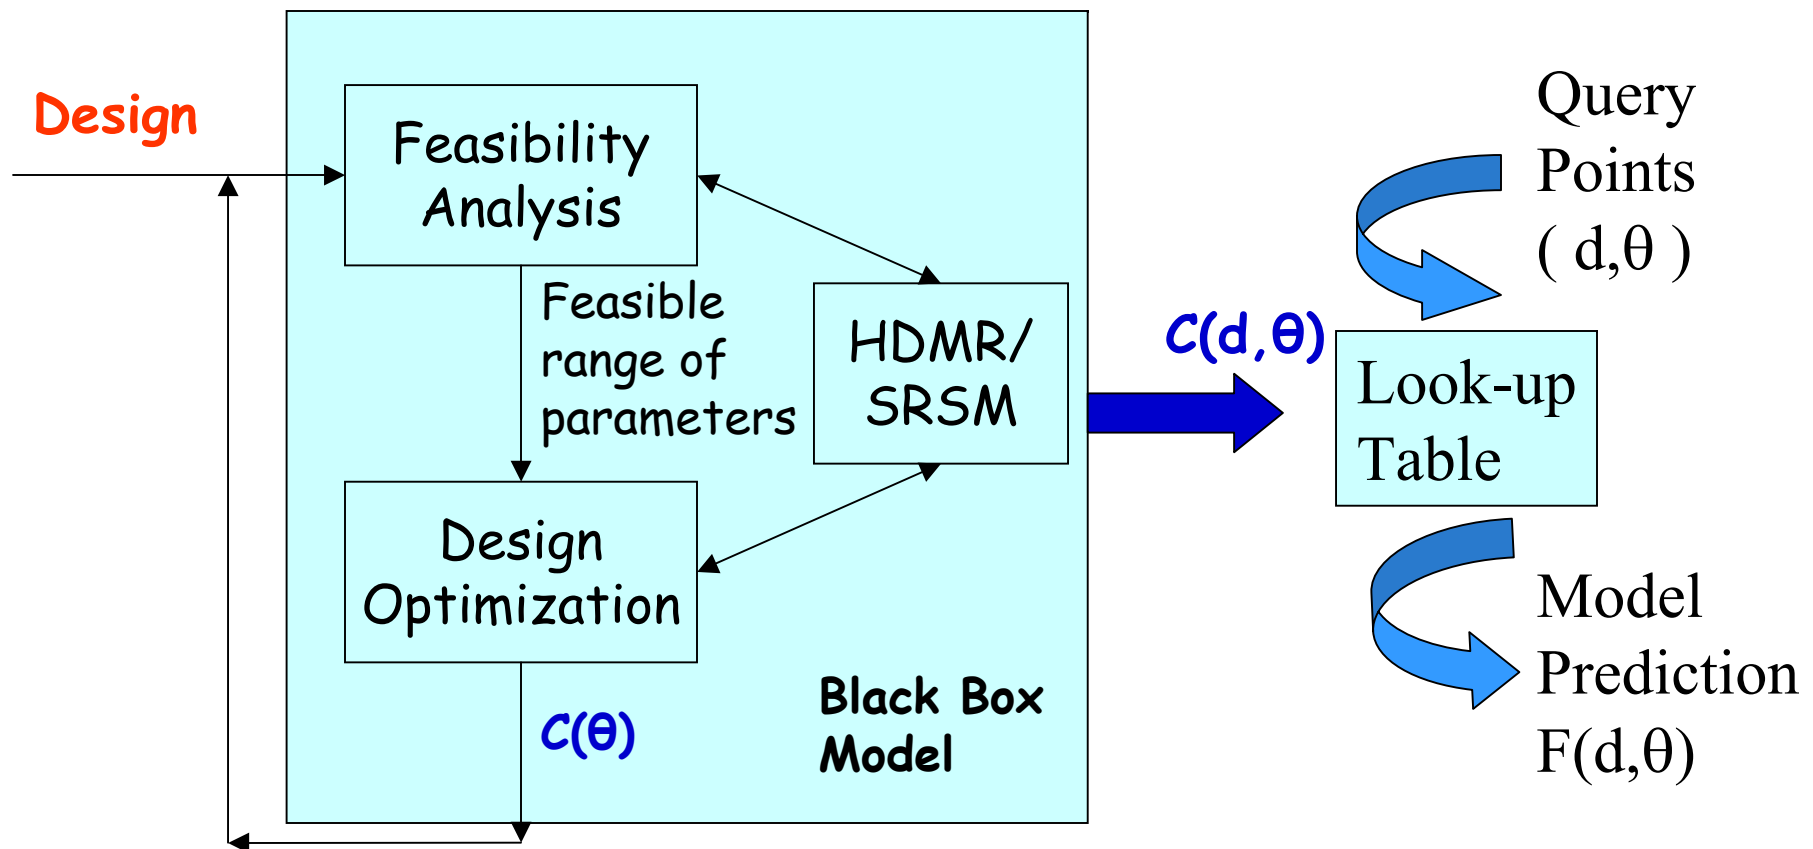 Design
Feasibility
Analysis
Feasible
range of
parameters
HDMR/
SRSM
Design
Optimization
C(θ)
Black Box
Model
C(d,θ)
Query
Points
( d,θ )
Look-up
Table
Model
Prediction
F(d,θ)